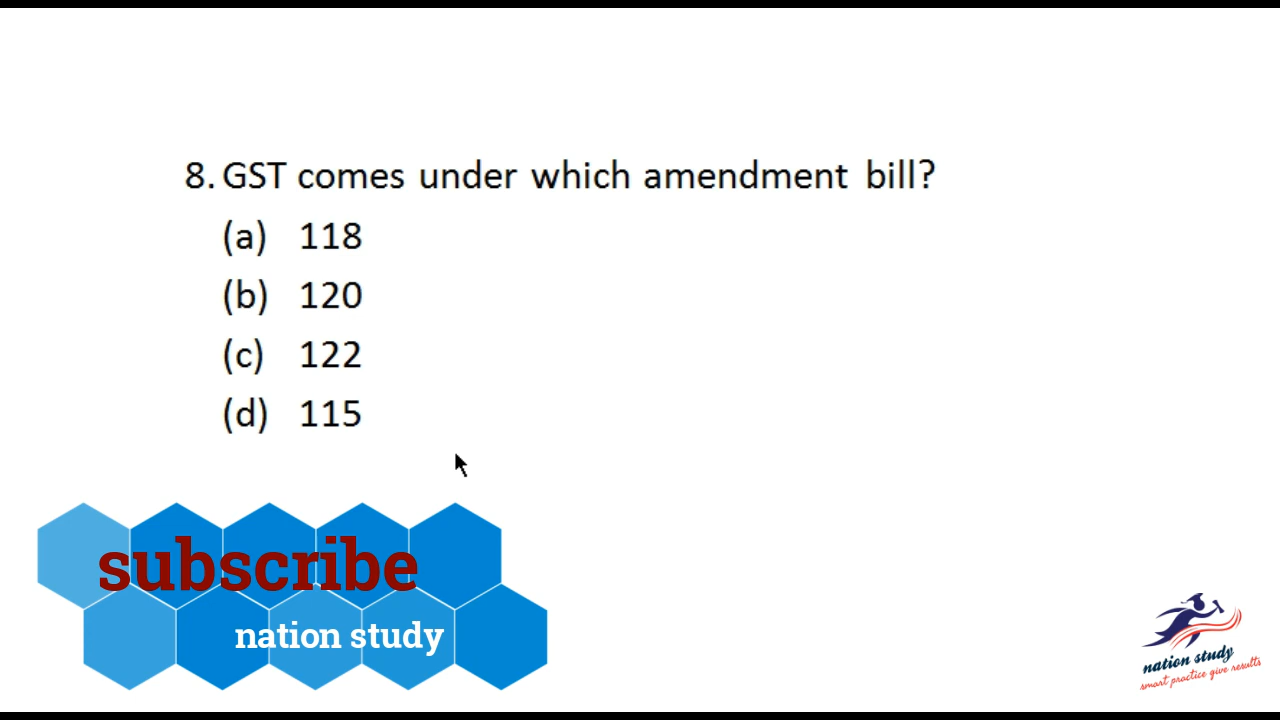 8. GST comes under which amendment bill?
(a) 118
(b) 120
(c) 122
(d) 115
subscribe
nation study
nation study
smart practice give results